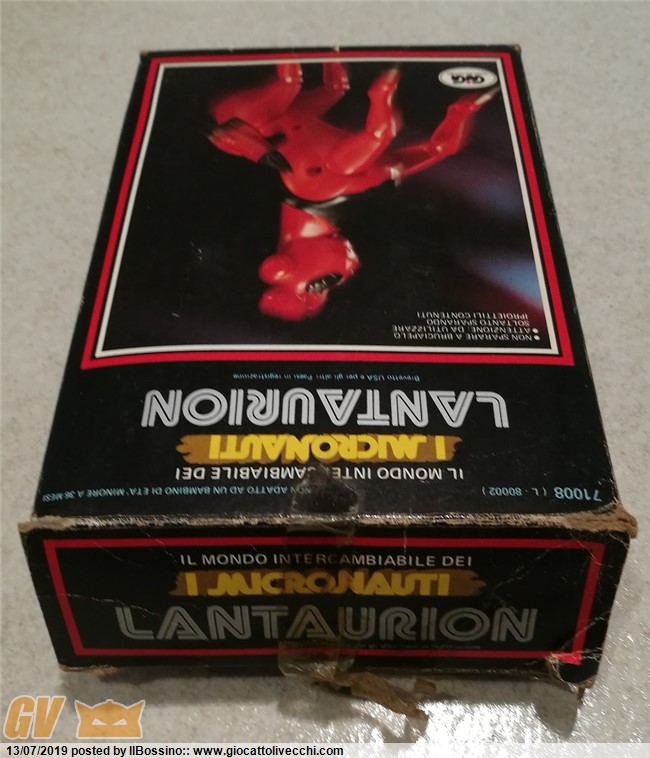 GiG
• NON SPARARE A BRUCIAPELO
• ATTENZIONE: DA UTILIZZARE
SOLTANTO SPARANDO
IPROIETTILI CONTENUTI
Brevetto USA e per gli altri Paesi in registrazione
LANTAURION
I MICRONAUTI
IL MONDO INTERCAMBIABILE DEI
71008 (L. - 80002) NON ADATTO AD UN BAMBINO DI ETA' MINORE A 36 MESI
IL MONDO INTERCAMBIABILE DEI
I MICRONAUTI
LANTAURION
GV
13/07/2019 posted by IlBossino:: www.giocattolivecchi.com